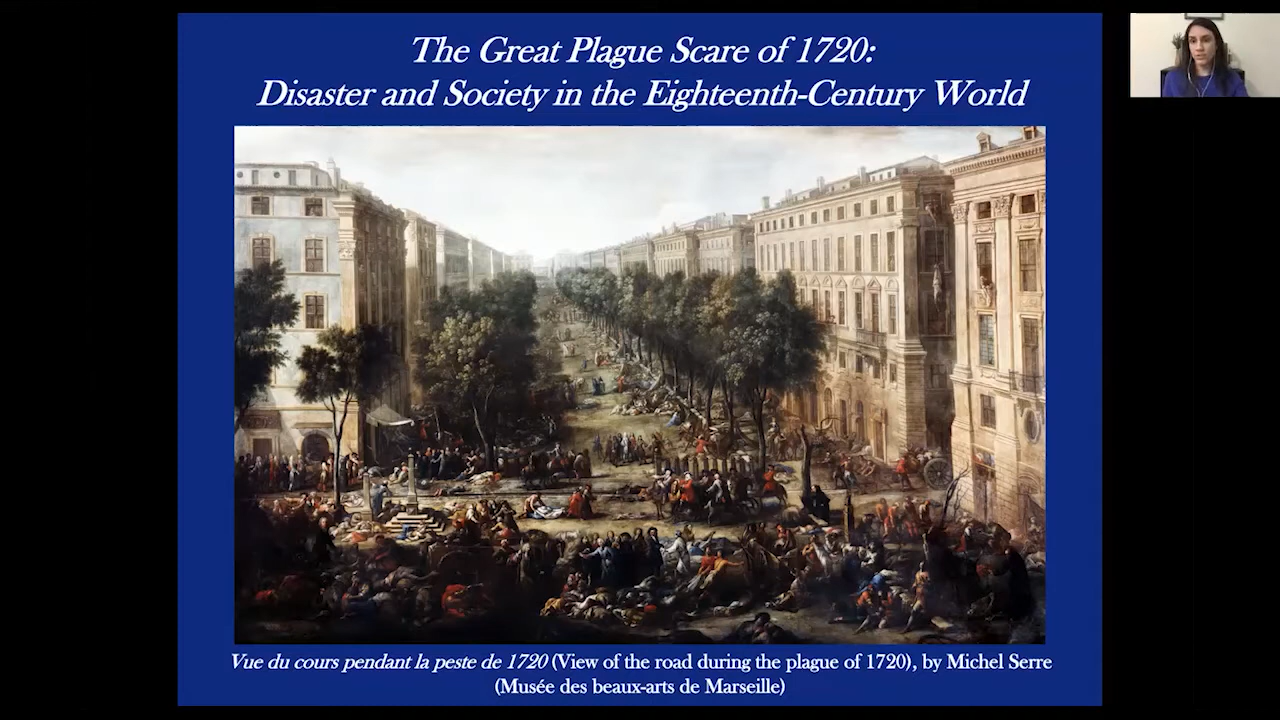 The Great Plague Scare of 1720:
Disaster and Society in the Eighteenth-Century World
Vue du cours pendant la peste de 1720 (View of the road during the plague of 1720), by Michel Serre
(Musée des beaux-arts de Marseille)